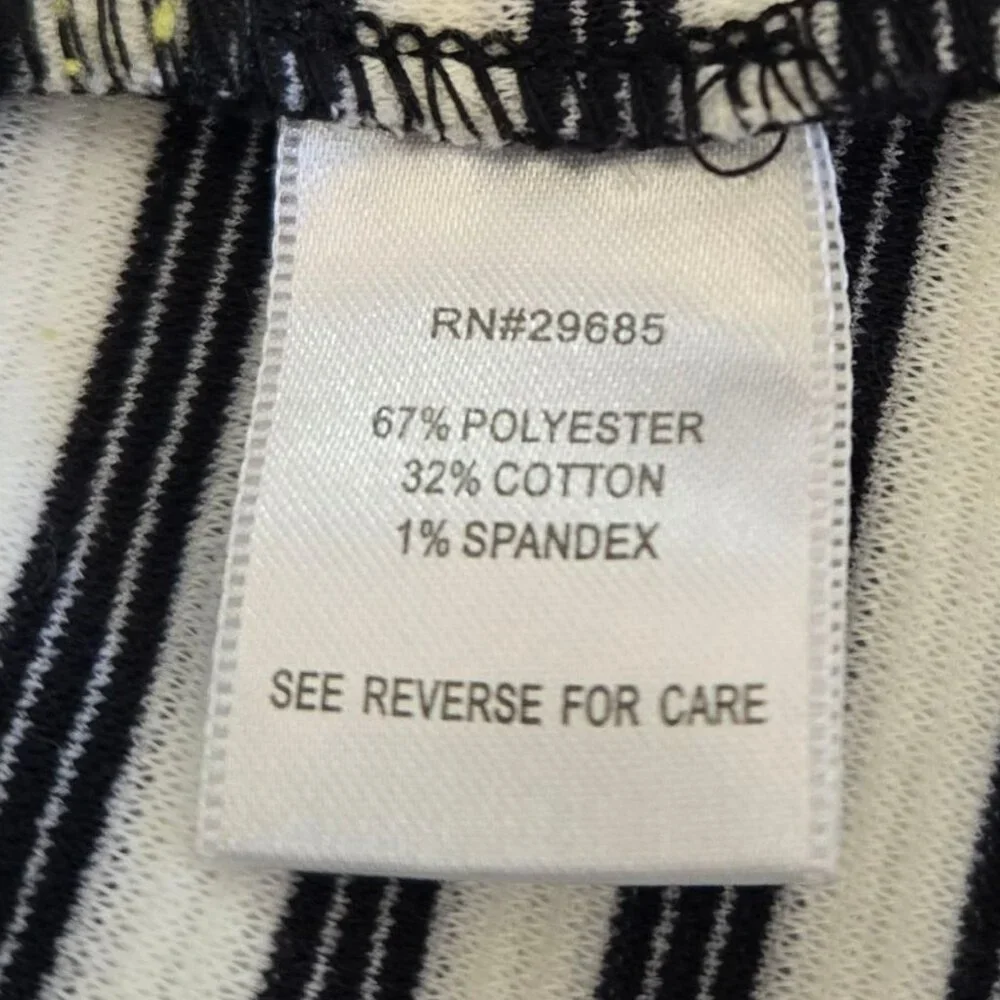 RN#29685
67% POLYESTER
32% COTTON
1% SPANDEX
SEE REVERSE FOR CARE